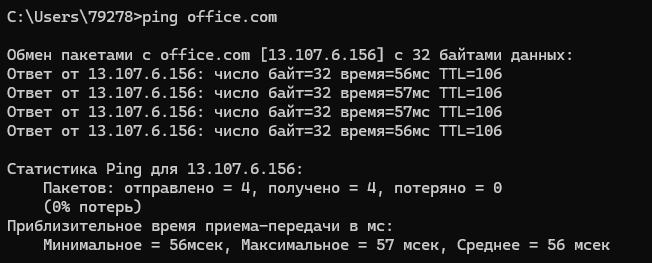 C:\Users\79278>ping office.com
Обмен пакетами с office.com [13.107.6.156] с 32 байтами данных:
Ответ от 13.107.6.156: число байт=32 время=56мс TTL=106
Ответ от 13.107.6.156: число байт=32 время=57мс TTL=106
Ответ от 13.107.6.156: число байт=32 время=57мс TTL=106
Ответ от 13.107.6.156: число байт=32 время=56мс TTL=106
Статистика Ping для 13.107.6.156:
    Пакетов: отправлено = 4, получено = 4, потеряно = 0
    (0% потерь)
Приблизительное время приема-передачи в мс:
    Минимальное = 56мсек, Максимальное = 57 мсек, Среднее = 56 мсек